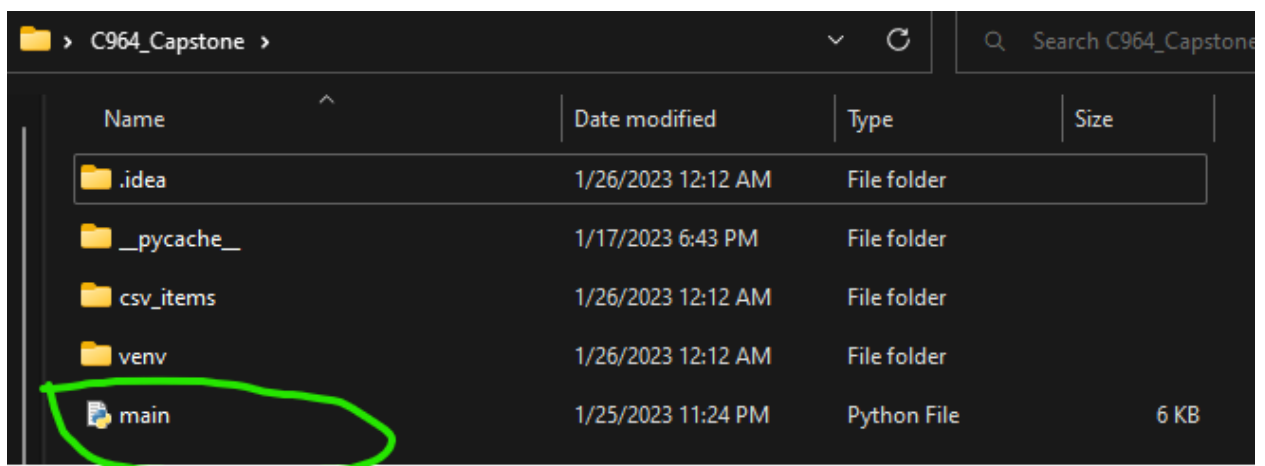 C964_Capstone
Search C964_Capstone
Name Date modified Type Size
.idea 1/26/2023 12:12 AM File folder
__pycache__ 1/17/2023 6:43 PM File folder
csv_items 1/26/2023 12:12 AM File folder
venv 1/26/2023 12:12 AM File folder
main 1/25/2023 11:24 PM Python File 6 KB